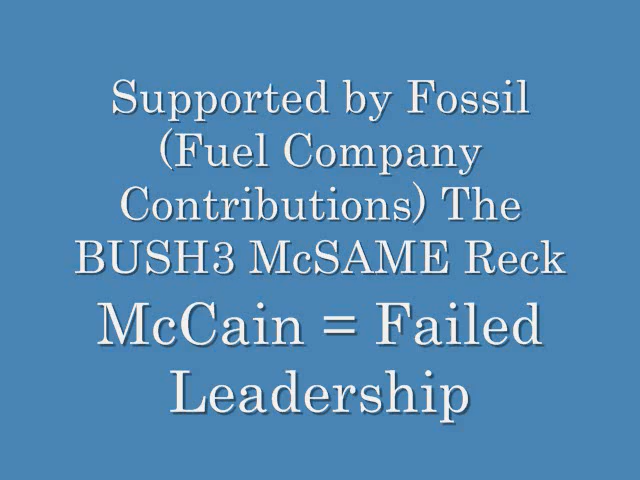 Supported by Fossil
(Fuel Company
Contributions) The
BUSH3 McSAME Reck
McCain = Failed
Leadership